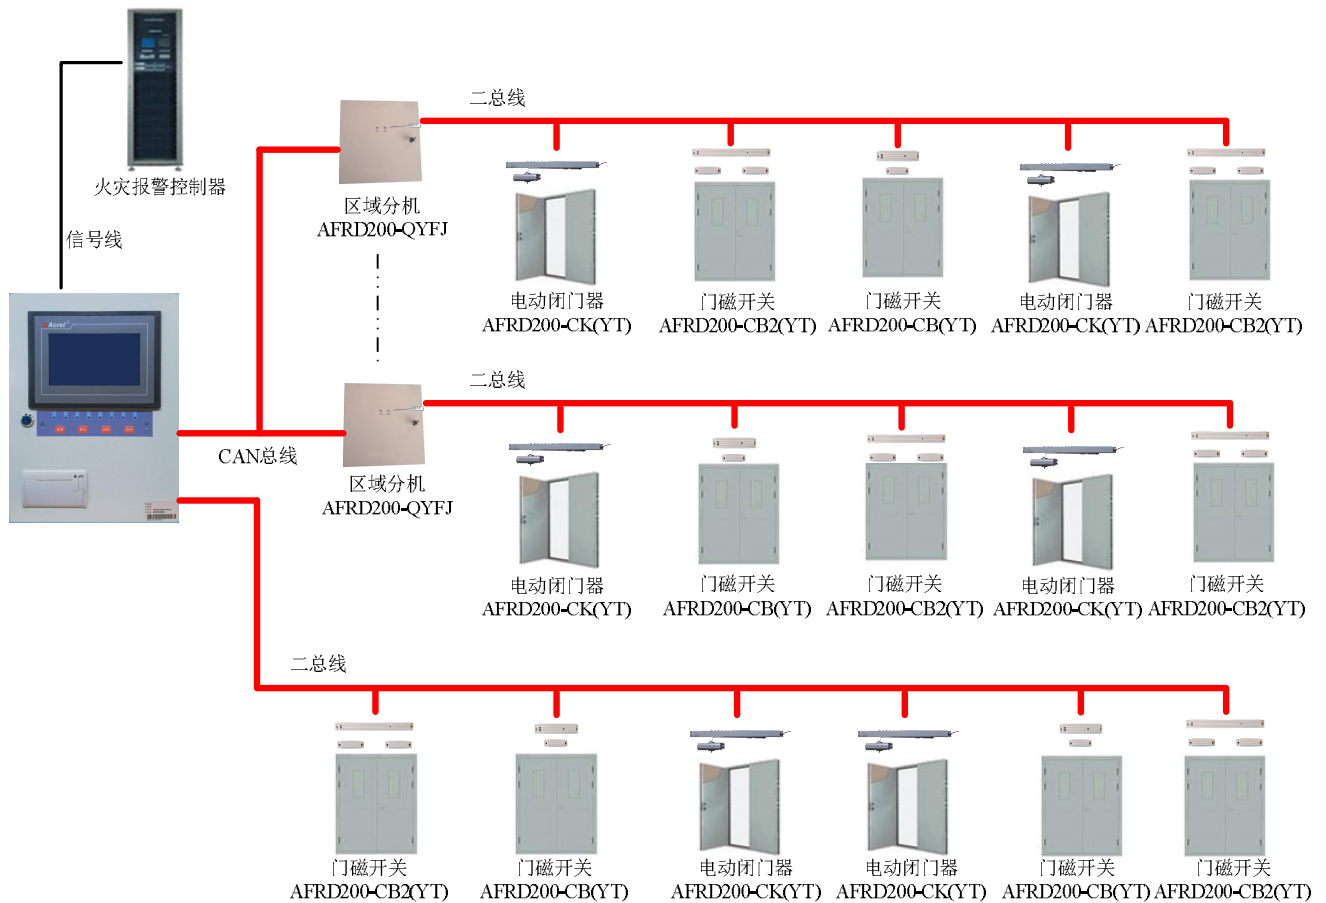 火灾报警控制器
信号线
Acrel
CAN总线
二总线
区域分机
AFRD200-QYFJ
电动闭门器
AFRD200-CK(YT)
门磁开关
AFRD200-CB2(YT)
门磁开关
AFRD200-CB(YT)
电动闭门器
AFRD200-CK(YT)
门磁开关
AFRD200-CB2(YT)
二总线
区域分机
AFRD200-QYFJ
电动闭门器
AFRD200-CK(YT)
门磁开关
AFRD200-CB(YT)
门磁开关
AFRD200-CB2(YT)
电动闭门器
AFRD200-CK(YT)
门磁开关
AFRD200-CB2(YT)
二总线
门磁开关
AFRD200-CB2(YT)
门磁开关
AFRD200-CB(YT)
电动闭门器
AFRD200-CK(YT)
电动闭门器
AFRD200-CK(YT)
门磁开关
AFRD200-CB(YT)
门磁开关
AFRD200-CB2(YT)